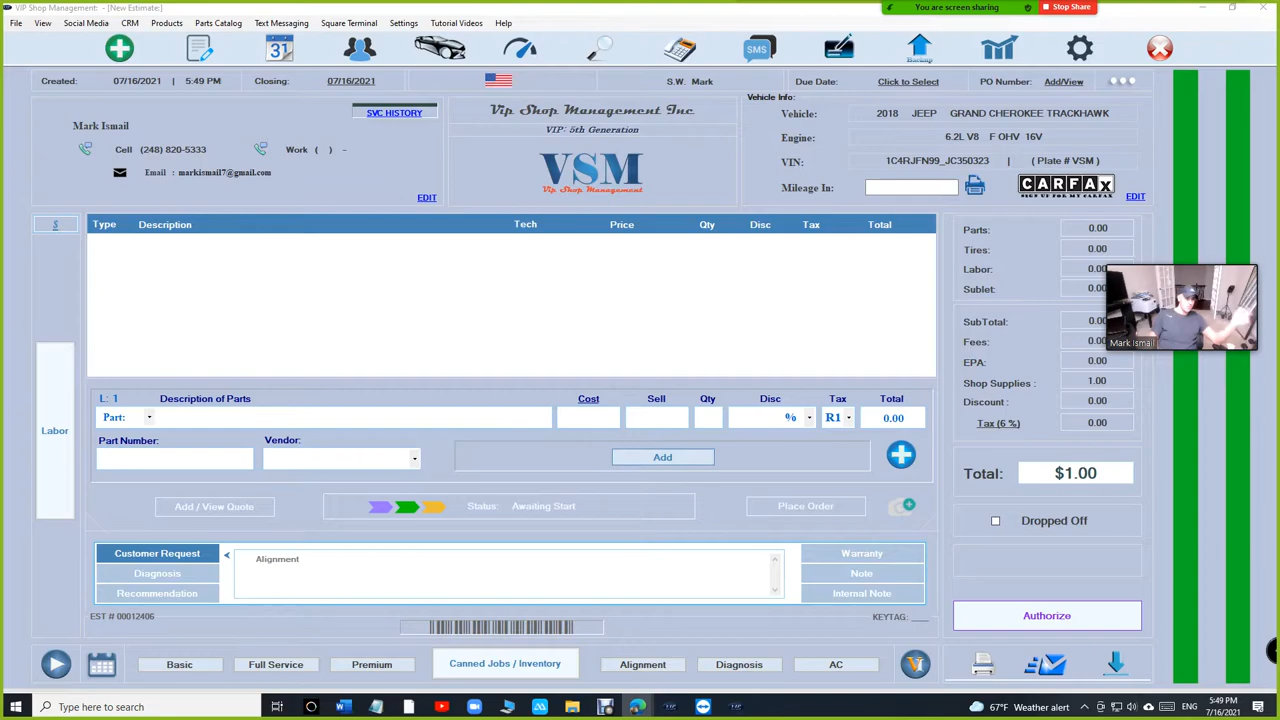 VIP Shop Management: - [New Estimate:]
You are screen sharing
Stop Share
File View Social Media CRM Products Parts Catalog Text Messaging Square Terminal Settings Tutorial Videos Help
31
SMS
Backup
Created: 07/16/2021 | 5:49 PM Closing: 07/16/2021 S.W. Mark Due Date: Click to Select PO Number: Add/View
Mark Ismail
SVC HISTORY
Cell (248) 820-5333 Work ( ) -
Email : markismail7@gmail.com
EDIT
Vip Shop Management Inc
VIP: 5th Generation
VSM
Vip Shop Management
Vehicle Info:
Vehicle: 2018 JEEP GRAND CHEROKEE TRACKHAWK
Engine: 6.2L V8 F OHV 16V
VIN: 1C4RJFN99_JC350323 | ( Plate # VSM )
Mileage In:
CARFAX
SIGN UP FOR MY CARFAX
EDIT
$
Labor
Type Description Tech Price Qty Disc Tax Total
L: 1 Description of Parts Cost Sell Qty Disc Tax Total
Part: % R1 0.00
Part Number: Vendor:
Add
Add / View Quote Status: Awaiting Start Place Order
Customer Request
Diagnosis
Recommendation
Alignment
Warranty
Note
Internal Note
EST # 00012406
KEYTAG: ___
Parts: 0.00
Tires: 0.00
Labor: 0.00
Sublet: 0.00
SubTotal: 0.00
Fees: 0.00
EPA: 0.00
Shop Supplies : 1.00
Discount: 0.00
Tax (6 %) 0.00
Mark Ismail
Total: $1.00
Dropped Off
Authorize
Basic Full Service Premium Canned Jobs / Inventory Alignment Diagnosis AC
Type here to search
67°F Weather alert
5:49 PM
7/16/2021